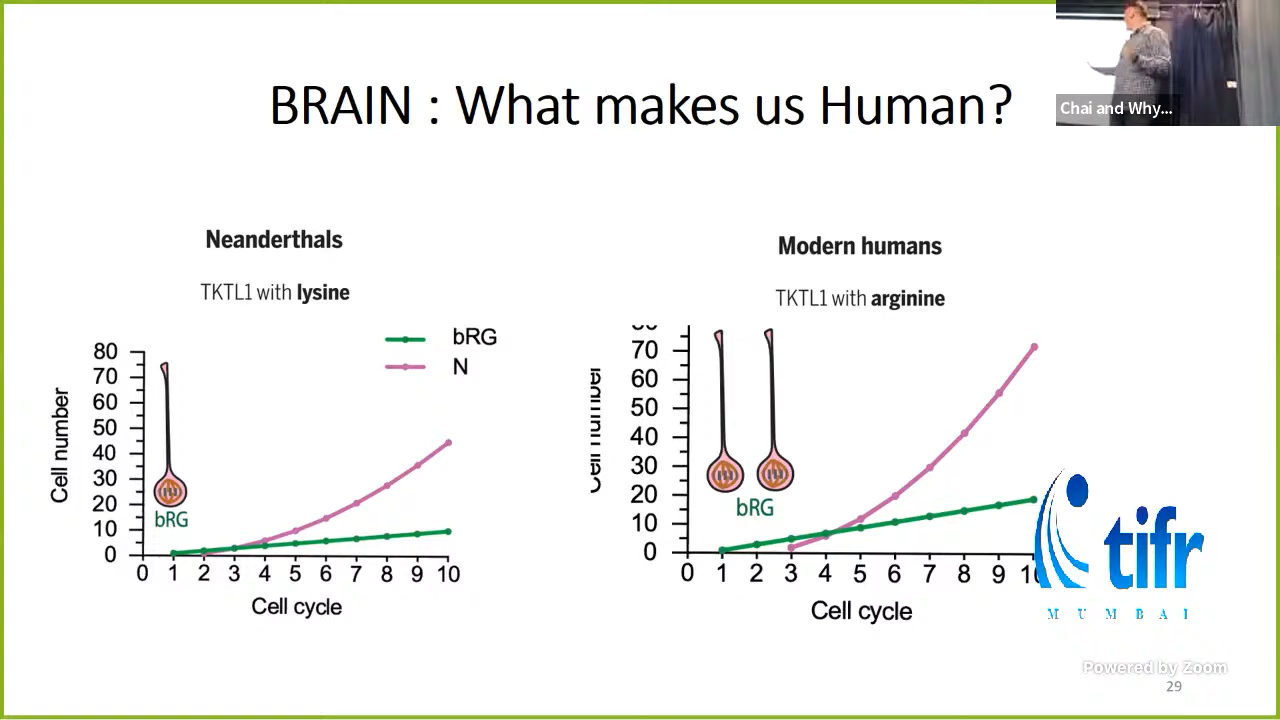 BRAIN : What makes us Human?
Chai and Why...
Neanderthals
TKTL1 with lysine
bRG
N
Cell number
80
70
60
50
40
30
20
10
0
bRG
0 1 2 3 4 5 6 7 8 9 10
Cell cycle
Modern humans
TKTL1 with arginine
Cell number
70
60
50
40
30
20
10
0
bRG
0 1 2 3 4 5 6 7 8 9
Cell cycle
tifr
MUMBAI
Powered by Zoom
29